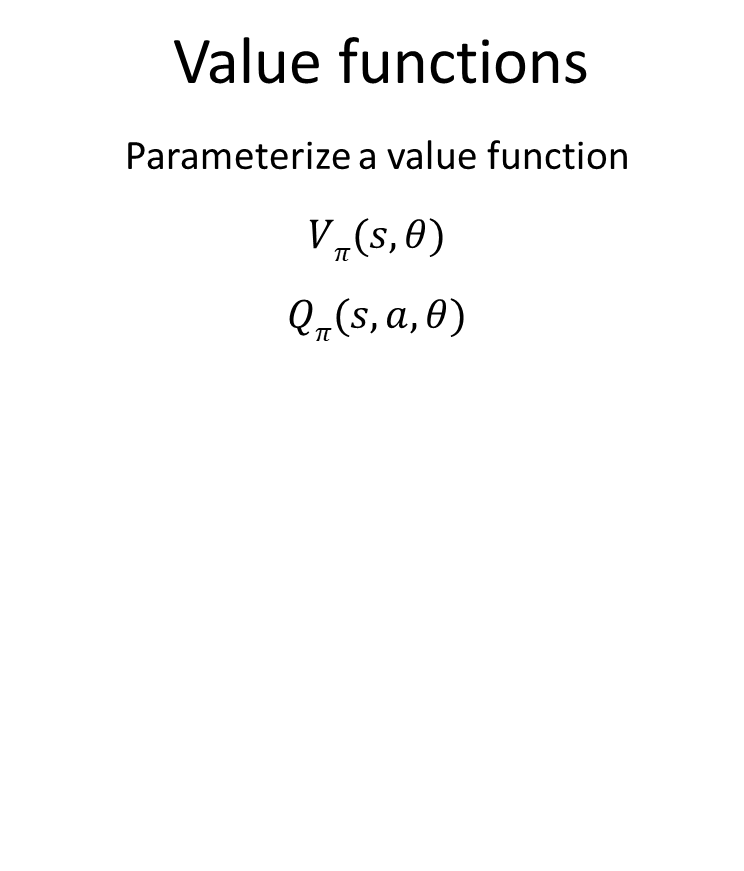 Value functions
Parameterize a value function
V_π(s, θ)
Q_π(s, a, θ)